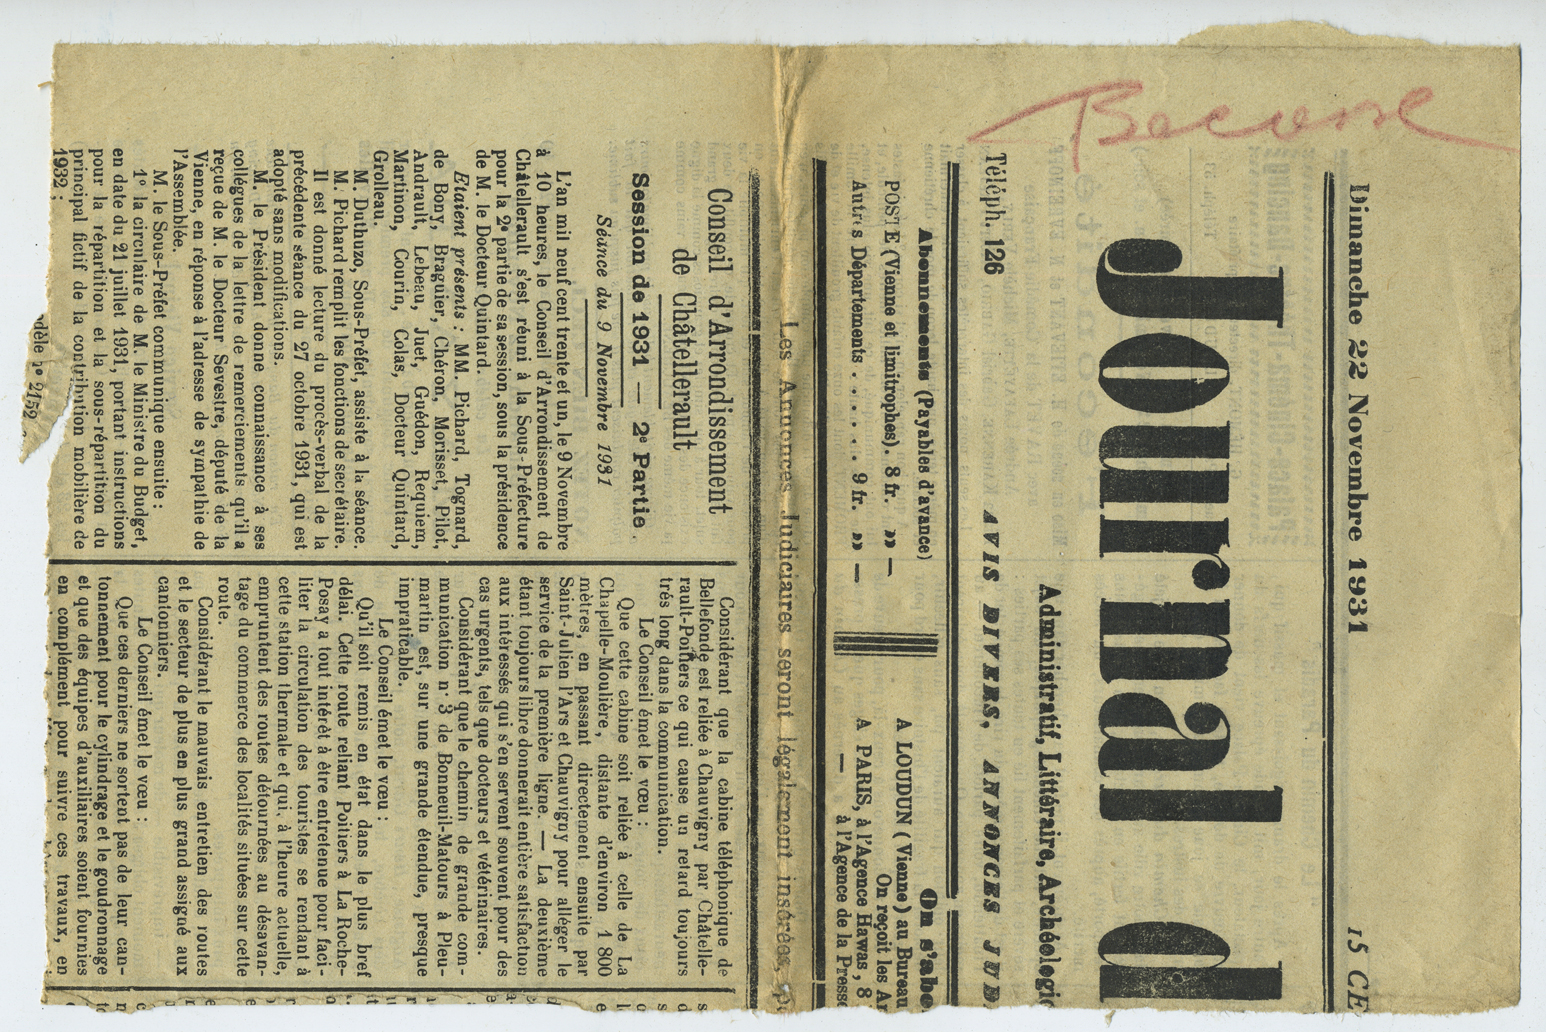 Becasse
Dimanche 22 Novembre 1931
15 CE
Journal d
Administratif, Littéraire, Archéologic
AVIS DIVERS, ANNONCES JUD
Téléph. 126
Abonnements (Payables d'avance)
POSTE (Vienne et limitrophes). 8 fr. »» —
Autres Départements . . . . . . . 9 fr. »» —
On s'abo
A LOUDUN (Vienne) au Bureau
On reçoit les An
A PARIS, à l'Agence Havas, 8
— à l'Agence de la Presse
Les Annonces Judiciaires seront légalement insérées, sp
Conseil d'Arrondissement
de Châtellerault
Session de 1931 — 2e Partie
Séance du 9 Novembre 1931
L'an mil neuf cent trente et un, le 9 Novembre
à 10 heures, le Conseil d'Arrondissement de
Châtellerault s'est réuni à la Sous-Préfecture
pour la 2e partie de sa session, sous la présidence
de M. le Docteur Quintard.
Etaient présents : MM. Pichard, Tognard,
de Bony, Braguier, Chéron, Morisset, Pilot,
Andrault, Lebeau, Juet, Guédon, Requiem,
Martinon, Courin, Colas, Docteur Quintard,
Grolleau.
M. Duthuzo, Sous-Préfet, assiste à la séance.
M. Pichard remplit les fonctions de secrétaire.
Il est donné lecture du procès-verbal de la
précédente séance du 27 octobre 1931, qui est
adopté sans modifications.
M. le Président donne connaissance à ses
collègues de la lettre de remerciements qu'il a
reçue de M. le Docteur Sevestre, député de la
Vienne, en réponse à l'adresse de sympathie de
l'Assemblée.
M. le Sous-Préfet communique ensuite :
1º la circulaire de M. le Ministre du Budget,
en date du 21 juillet 1931, portant instructions
pour la répartition et la sous-répartition du
principal fictif de la contribution mobilière de
1932 ;
dèle nº 2152
Considérant que la cabine téléphonique de
Bellefonds est reliée à Chauvigny par Châtelle-
rault-Poitiers ce qui cause un retard toujours
très long dans la communication.
Le Conseil émet le vœu :
Que cette cabine soit reliée à celle de La
Chapelle-Moulière, distante d'environ 1 800
mètres, en passant directement ensuite par
Saint-Julien l'Ars et Chauvigny pour alléger le
service de la première ligne. — La deuxième
étant toujours libre donnerait entière satisfaction
aux intéressés qui s'en servent souvent pour des
cas urgents, tels que docteurs et vétérinaires.
Considérant que le chemin de grande com-
munication n· 3 de Bonneuil-Matours à Pleu-
martin est, sur une grande étendue, presque
impraticable.
Le Conseil émet le vœu :
Qu'il soit remis en état dans le plus bref
délai. Cette route reliant Poitiers à La Roche-
Posay a tout intérêt à être entretenue pour faci-
liter la circulation des touristes se rendant à
cette station thermale et qui, à l'heure actuelle,
empruntent des routes détournées au désavan-
tage du commerce des localités situées sur cette
route.
Considérant le mauvais entretien des routes
et le secteur de plus en plus grand assigné aux
cantonniers.
Le Conseil émet le vœu :
Que ces derniers ne sortent pas de leur can-
tonnement pour le cylindrage et le goudronnage
et que des équipes d'auxiliaires soient fournies
en complément pour suivre ces travaux, en